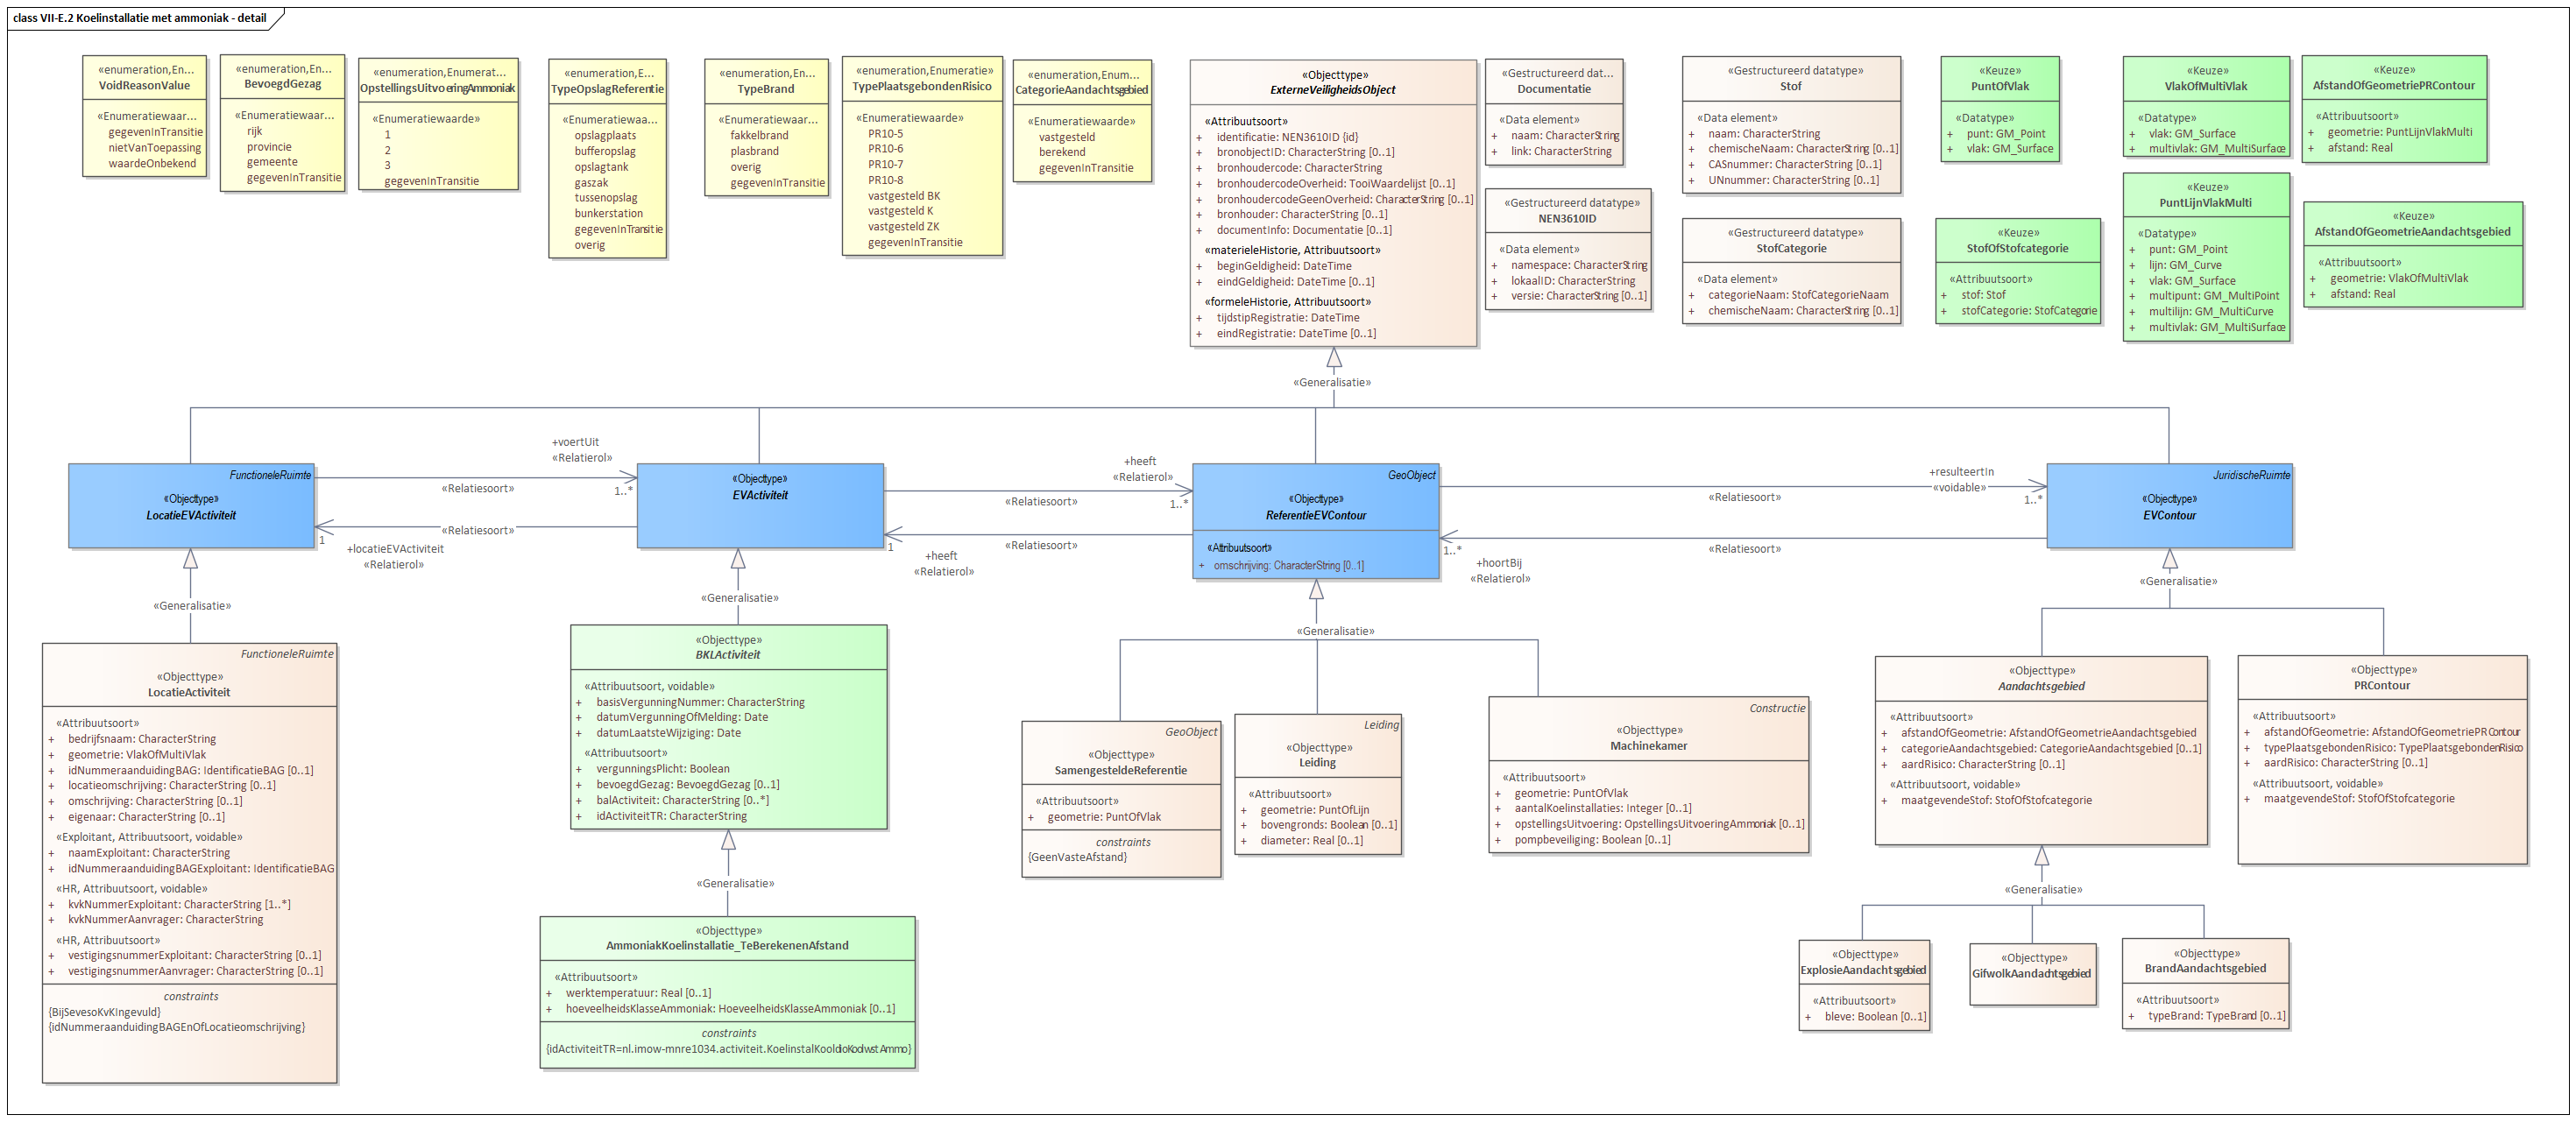 class VII-E.2 Koelinstallatie met ammoniak - detail
«enumeration,En...
VoidReasonValue
«Enumeratiewaar...
gegevenInTransitie
nietVanToepassing
waardeOnbekend
«enumeration,En...
BevoegdGezag
«Enumeratiewaar...
rijk
provincie
gemeente
gegevenInTransitie
«enumeration,Enumerat...
OpstellingsUitvoeringAmmoniak
«Enumeratiewaarde»
1
2
3
gegevenInTransitie
«enumeration,E...
TypeOpslagReferentie
«Enumeratiewaa...
opslagplaats
bufferopslag
opslagtank
gaszak
tussenopslag
bunkerstation
gegevenInTransitie
overig
«enumeration,En...
TypeBrand
«Enumeratiewaar...
fakkelbrand
plasbrand
overig
gegevenInTransitie
«enumeration,Enumeratie»
TypePlaatsgebondenRisico
«Enumeratiewaarde»
PR10-5
PR10-6
PR10-7
PR10-8
vastgesteld BK
vastgesteld K
vastgesteld ZK
gegevenInTransitie
«enumeration,Enum...
CategorieAandachtsgebied
«Enumeratiewaarde»
vastgesteld
berekend
gegevenInTransitie
«Objecttype»
ExterneVeiligheidsObject
«Attribuutsoort»
+ identificatie: NEN3610ID {id}
+ bronobjectID: CharacterString [0..1]
+ bronhoudercode: CharacterString
+ bronhoudercodeOverheid: TooiWaardelijst [0..1]
+ bronhoudercodeGeenOverheid: CharacterString [0..1]
+ bronhouder: CharacterString [0..1]
+ documentInfo: Documentatie [0..1]
«materieleHistorie, Attribuutsoort»
+ beginGeldigheid: DateTime
+ eindGeldigheid: DateTime [0..1]
«formeleHistorie, Attribuutsoort»
+ tijdstipRegistratie: DateTime
+ eindRegistratie: DateTime [0..1]
«Gestructureerd dat...
Documentatie
«Data element»
+ naam: CharacterString
+ link: CharacterString
«Gestructureerd datatype»
NEN3610ID
«Data element»
+ namespace: CharacterString
+ lokaalID: CharacterString
+ versie: CharacterString [0..1]
«Gestructureerd datatype»
Stof
«Data element»
+ naam: CharacterString
+ chemischeNaam: CharacterString [0..1]
+ CASnummer: CharacterString [0..1]
+ UNnummer: CharacterString [0..1]
«Gestructureerd datatype»
StofCategorie
«Data element»
+ categorieNaam: StofCategorieNaam
+ chemischeNaam: CharacterString [0..1]
«Keuze»
PuntOfVlak
«Datatype»
+ punt: GM_Point
+ vlak: GM_Surface
«Keuze»
StofOfStofcategorie
«Attribuutsoort»
+ stof: Stof
+ stofCategorie: StofCategorie
«Keuze»
VlakOfMultiVlak
«Datatype»
+ vlak: GM_Surface
+ multivlak: GM_MultiSurface
«Keuze»
PuntLijnVlakMulti
«Datatype»
+ punt: GM_Point
+ lijn: GM_Curve
+ vlak: GM_Surface
+ multipunt: GM_MultiPoint
+ multilijn: GM_MultiCurve
+ multivlak: GM_MultiSurface
«Keuze»
AfstandOfGeometriePRContour
«Attribuutsoort»
+ geometrie: PuntLijnVlakMulti
+ afstand: Real
«Keuze»
AfstandOfGeometrieAandachtsgebied
«Attribuutsoort»
+ geometrie: VlakOfMultiVlak
+ afstand: Real
«Generalisatie»
FunctioneleRuimte
«Objecttype»
LocatieEVActiviteit
+voertUit
«Relatierol»
1..*
«Relatiesoort»
«Relatiesoort»
1
+locatieEVActiviteit
«Relatierol»
«Objecttype»
EVActiviteit
+heeft
«Relatierol»
1..*
«Relatiesoort»
«Relatiesoort»
1
+heeft
«Relatierol»
GeoObject
«Objecttype»
ReferentieEVContour
«Attribuutsoort»
+ omschrijving: CharacterString [0..1]
+resulteertIn
«voidable»
1..*
«Relatiesoort»
«Relatiesoort»
1..*
+hoortBij
«Relatierol»
JuridischeRuimte
«Objecttype»
EVContour
«Generalisatie»
«Generalisatie»
«Generalisatie»
«Generalisatie»
FunctioneleRuimte
«Objecttype»
LocatieActiviteit
«Attribuutsoort»
+ bedrijfsnaam: CharacterString
+ geometrie: VlakOfMultiVlak
+ idNummeraanduidingBAG: IdentificatieBAG [0..1]
+ locatieomschrijving: CharacterString [0..1]
+ omschrijving: CharacterString [0..1]
+ eigenaar: CharacterString [0..1]
«Exploitant, Attribuutsoort, voidable»
+ naamExploitant: CharacterString
+ idNummeraanduidingBAGExploitant: IdentificatieBAG
«HR, Attribuutsoort, voidable»
+ kvkNummerExploitant: CharacterString [1..*]
+ kvkNummerAanvrager: CharacterString
«HR, Attribuutsoort»
+ vestigingsnummerExploitant: CharacterString [0..1]
+ vestigingsnummerAanvrager: CharacterString [0..1]
constraints
{BijSevesoKvKIngevuld}
{idNummeraanduidingBAGEnOfLocatieomschrijving}
«Objecttype»
BKLActiviteit
«Attribuutsoort, voidable»
+ basisVergunningNummer: CharacterString
+ datumVergunningOfMelding: Date
+ datumLaatsteWijziging: Date
«Attribuutsoort»
+ vergunningsPlicht: Boolean
+ bevoegdGezag: BevoegdGezag [0..1]
+ balActiviteit: CharacterString [0..*]
+ idActiviteitTR: CharacterString
«Generalisatie»
«Objecttype»
AmmoniakKoelinstallatie_TeBerekenenAfstand
«Attribuutsoort»
+ werktemperatuur: Real [0..1]
+ hoeveelheidsKlasseAmmoniak: HoeveelheidsKlasseAmmoniak [0..1]
constraints
{idActiviteitTR=nl.imow-mnre1034.activiteit.KoelinstalKooldioKoolwstAmmo}
GeoObject
«Objecttype»
SamengesteldeReferentie
«Attribuutsoort»
+ geometrie: PuntOfVlak
constraints
{GeenVasteAfstand}
Leiding
«Objecttype»
Leiding
«Attribuutsoort»
+ geometrie: PuntOfLijn
+ bovengronds: Boolean [0..1]
+ diameter: Real [0..1]
Constructie
«Objecttype»
Machinekamer
«Attribuutsoort»
+ geometrie: PuntOfVlak
+ aantalKoelinstallaties: Integer [0..1]
+ opstellingsUitvoering: OpstellingsUitvoeringAmmoniak [0..1]
+ pompbeveiliging: Boolean [0..1]
«Objecttype»
Aandachtsgebied
«Attribuutsoort»
+ afstandOfGeometrie: AfstandOfGeometrieAandachtsgebied
+ categorieAandachtsgebied: CategorieAandachtsgebied [0..1]
+ aardRisico: CharacterString [0..1]
«Attribuutsoort, voidable»
+ maatgevendeStof: StofOfStofcategorie
«Objecttype»
PRContour
«Attribuutsoort»
+ afstandOfGeometrie: AfstandOfGeometriePRContour
+ typePlaatsgebondenRisico: TypePlaatsgebondenRisico
+ aardRisico: CharacterString [0..1]
«Attribuutsoort, voidable»
+ maatgevendeStof: StofOfStofcategorie
«Generalisatie»
«Objecttype»
ExplosieAandachtsgebied
«Attribuutsoort»
+ bleve: Boolean [0..1]
«Objecttype»
GifwolkAandachtsgebied
«Objecttype»
BrandAandachtsgebied
«Attribuutsoort»
+ typeBrand: TypeBrand [0..1]